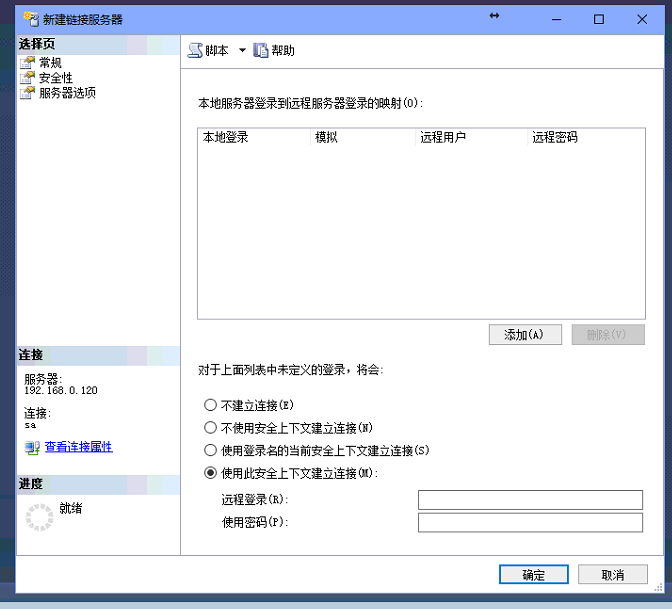 新建链接服务器
选择页
常规
安全性
服务器选项
脚本 帮助
本地服务器登录到远程服务器登录的映射(O):
本地登录 模拟 远程用户 远程密码
添加(A) 删除(V)
对于上面列表中未定义的登录，将会:
不建立连接(E)
不使用安全上下文建立连接(N)
使用登录名的当前安全上下文建立连接(S)
使用此安全上下文建立连接(M):
远程登录(R):
使用密码(P):
连接
服务器:
192.168.0.120
连接:
sa
查看连接属性
进度
就绪
确定 取消